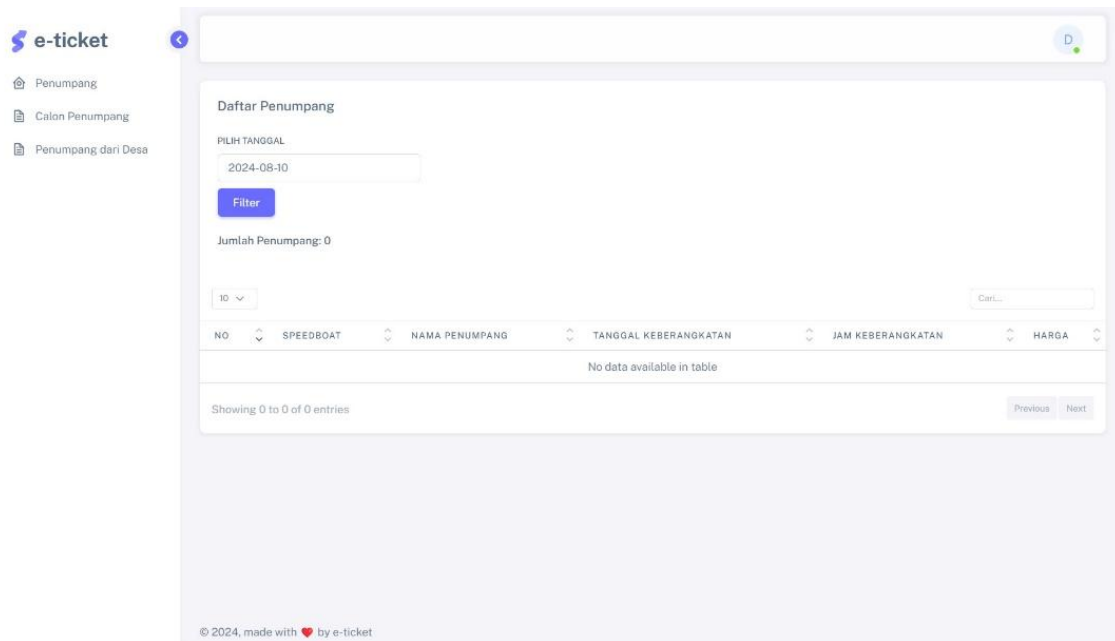 e-ticket
D
Penumpang
Calon Penumpang
Penumpang dari Desa
Daftar Penumpang
PILIH TANGGAL
2024-08-10
Filter
Jumlah Penumpang: 0
10
Cari...
NO SPEEDBOAT NAMA PENUMPANG TANGGAL KEBERANGKATAN JAM KEBERANGKATAN HARGA
No data available in table
Showing 0 to 0 of 0 entries
Previous Next
© 2024, made with ❤️ by e-ticket